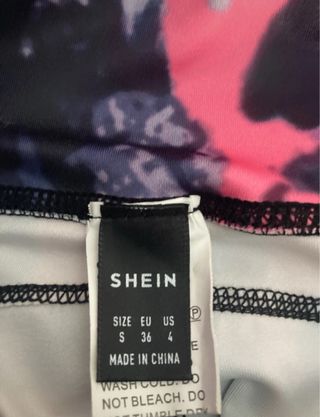 SHEIN
SIZE EU US
S 36 4
MADE IN CHINA
P
E
WASH COLD. DO
NOT BLEACH. DO